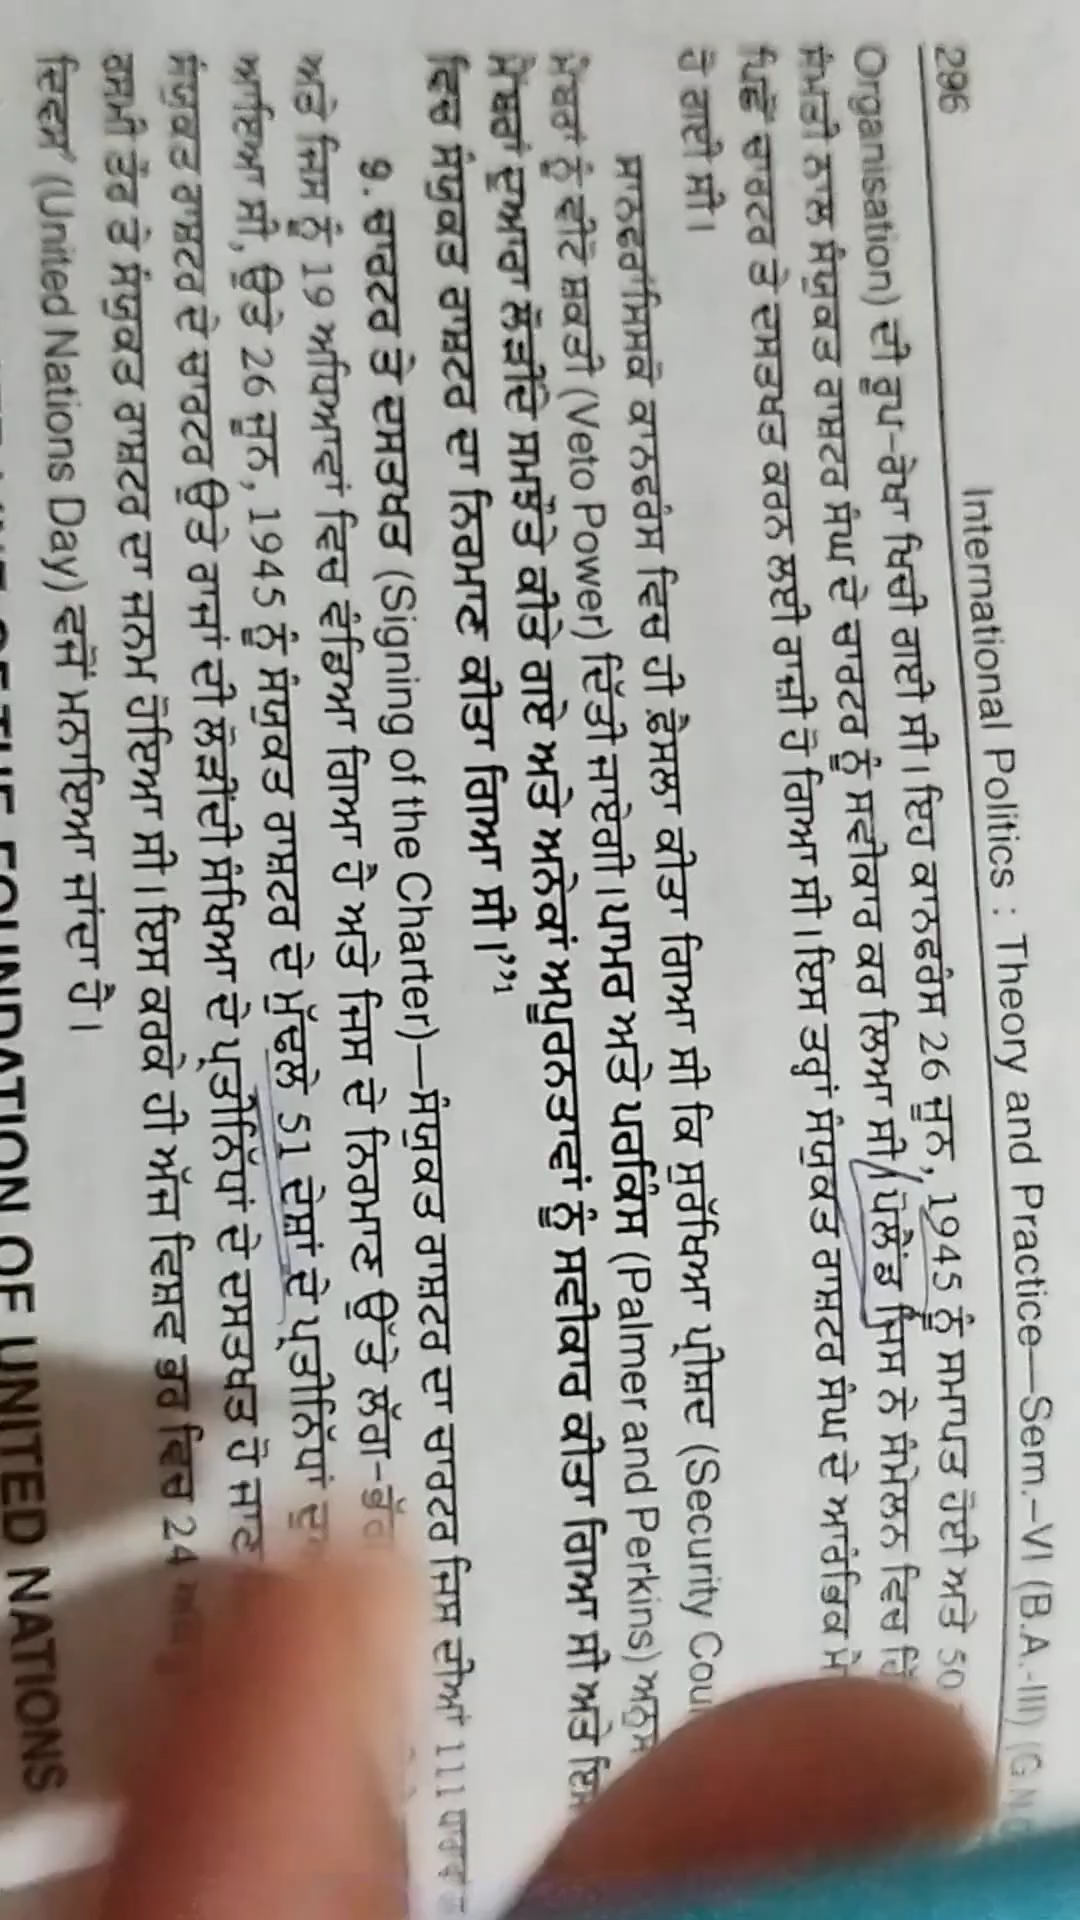 296 International Politics : Theory and Practice—Sem.–VI (B.A.-III) (G.N.D
Organisation) ਦੀ ਰੂਪ-ਰੇਖਾ ਖਿਚੀ ਗਈ ਸੀ। ਇਹ ਕਾਨਫਰੰਸ 26 ਜੂਨ, 1945 ਨੂੰ ਸਮਾਪਤ ਹੋਈ ਅਤੇ 50
ਸੰਮਤੀ ਨਾਲ ਸੰਯੁਕਤ ਰਾਸ਼ਟਰ ਸੰਘ ਦੇ ਚਾਰਟਰ ਨੂੰ ਸਵੀਕਾਰ ਕਰ ਲਿਆ ਸੀ। ਪੋਲੈਂਡ ਜਿਸ ਨੇ ਸੰਮੇਲਨ ਵਿਚ
ਪਿਛੋਂ ਚਾਰਟਰ ਤੇ ਦਸਤਖਤ ਕਰਨ ਲਈ ਰਾਜ਼ੀ ਹੋ ਗਿਆ ਸੀ। ਇਸ ਤਰ੍ਹਾਂ ਸੰਯੁਕਤ ਰਾਸ਼ਟਰ ਸੰਘ ਦੇ ਆਰੰਭਿਕ
ਹੋ ਗਈ ਸੀ।
ਸਾਨਫਰਾਂਸਿਸਕੋ ਕਾਨਫਰੰਸ ਵਿਚ ਹੀ ਫ਼ੈਸਲਾ ਕੀਤਾ ਗਿਆ ਸੀ ਕਿ ਸੁਰੱਖਿਆ ਪ੍ਰੀਸ਼ਦ (Security Coun
ਮੈਂਬਰਾਂ ਨੂੰ ਵੀਟੋ ਸ਼ਕਤੀ (Veto Power) ਦਿੱਤੀ ਜਾਏਗੀ। ਪਾਮਰ ਅਤੇ ਪਰਕਿੰਸ (Palmer and Perkins)
ਮੈਂਬਰਾਂ ਦੁਆਰਾ ਲੋੜੀਂਦੇ ਸਮਝੌਤੇ ਕੀਤੇ ਗਏ ਅਤੇ ਅਨੇਕਾਂ ਅਪੂਰਨਤਾਵਾਂ ਨੂੰ ਸਵੀਕਾਰ ਕੀਤਾ ਗਿਆ ਸੀ ਅਤੇ
ਵਿਚ ਸੰਯੁਕਤ ਰਾਸ਼ਟਰ ਦਾ ਨਿਰਮਾਣ ਕੀਤਾ ਗਿਆ ਸੀ।”¹
9. ਚਾਰਟਰ ਤੇ ਦਸਤਖਤ (Signing of the Charter)—ਸੰਯੁਕਤ ਰਾਸ਼ਟਰ ਦਾ ਚਾਰਟਰ ਜਿਸ ਦੀਆਂ 111
ਅਤੇ ਜਿਸ ਨੂੰ 19 ਅਧਿਆਵਾਂ ਵਿਚ ਵੰਡਿਆ ਗਿਆ ਹੈ ਅਤੇ ਜਿਸ ਦੇ ਨਿਰਮਾਣ ਉੱਤੇ ਲੱਗਾ-
ਆਇਆ ਸੀ, ਉਤੇ 26 ਜੂਨ, 1945 ਨੂੰ ਸੰਯੁਕਤ ਰਾਸ਼ਟਰ ਦੇ ਮੁੱਢਲੇ 51 ਦੇਸ਼ਾਂ ਦੇ ਪ੍ਰਤੀਨਿੱਧਾਂ
ਸੰਯੁਕਤ ਰਾਸ਼ਟਰ ਦੇ ਚਾਰਟਰ ਉੱਤੇ ਰਾਜਾਂ ਦੀ ਲੋੜੀਂਦੀ ਸੰਖਿਆ ਦੇ ਪ੍ਰਤੀਨਿੱਧਾਂ ਦੇ ਦਸਤਖਤ ਹੋ ਜਾਣ
ਰਸਮੀ ਤੌਰ ਤੇ ਸੰਯੁਕਤ ਰਾਸ਼ਟਰ ਦਾ ਜਨਮ ਹੋਇਆ ਸੀ। ਇਸ ਕਰਕੇ ਹੀ ਅੱਜ ਵਿਸ਼ਵ ਭਰ ਵਿਚ 24
ਦਿਵਸ’ (United Nations Day) ਵਜੋਂ ਮਨਾਇਆ ਜਾਂਦਾ ਹੈ।
OF THE FOUNDATION OF UNITED NATIONS